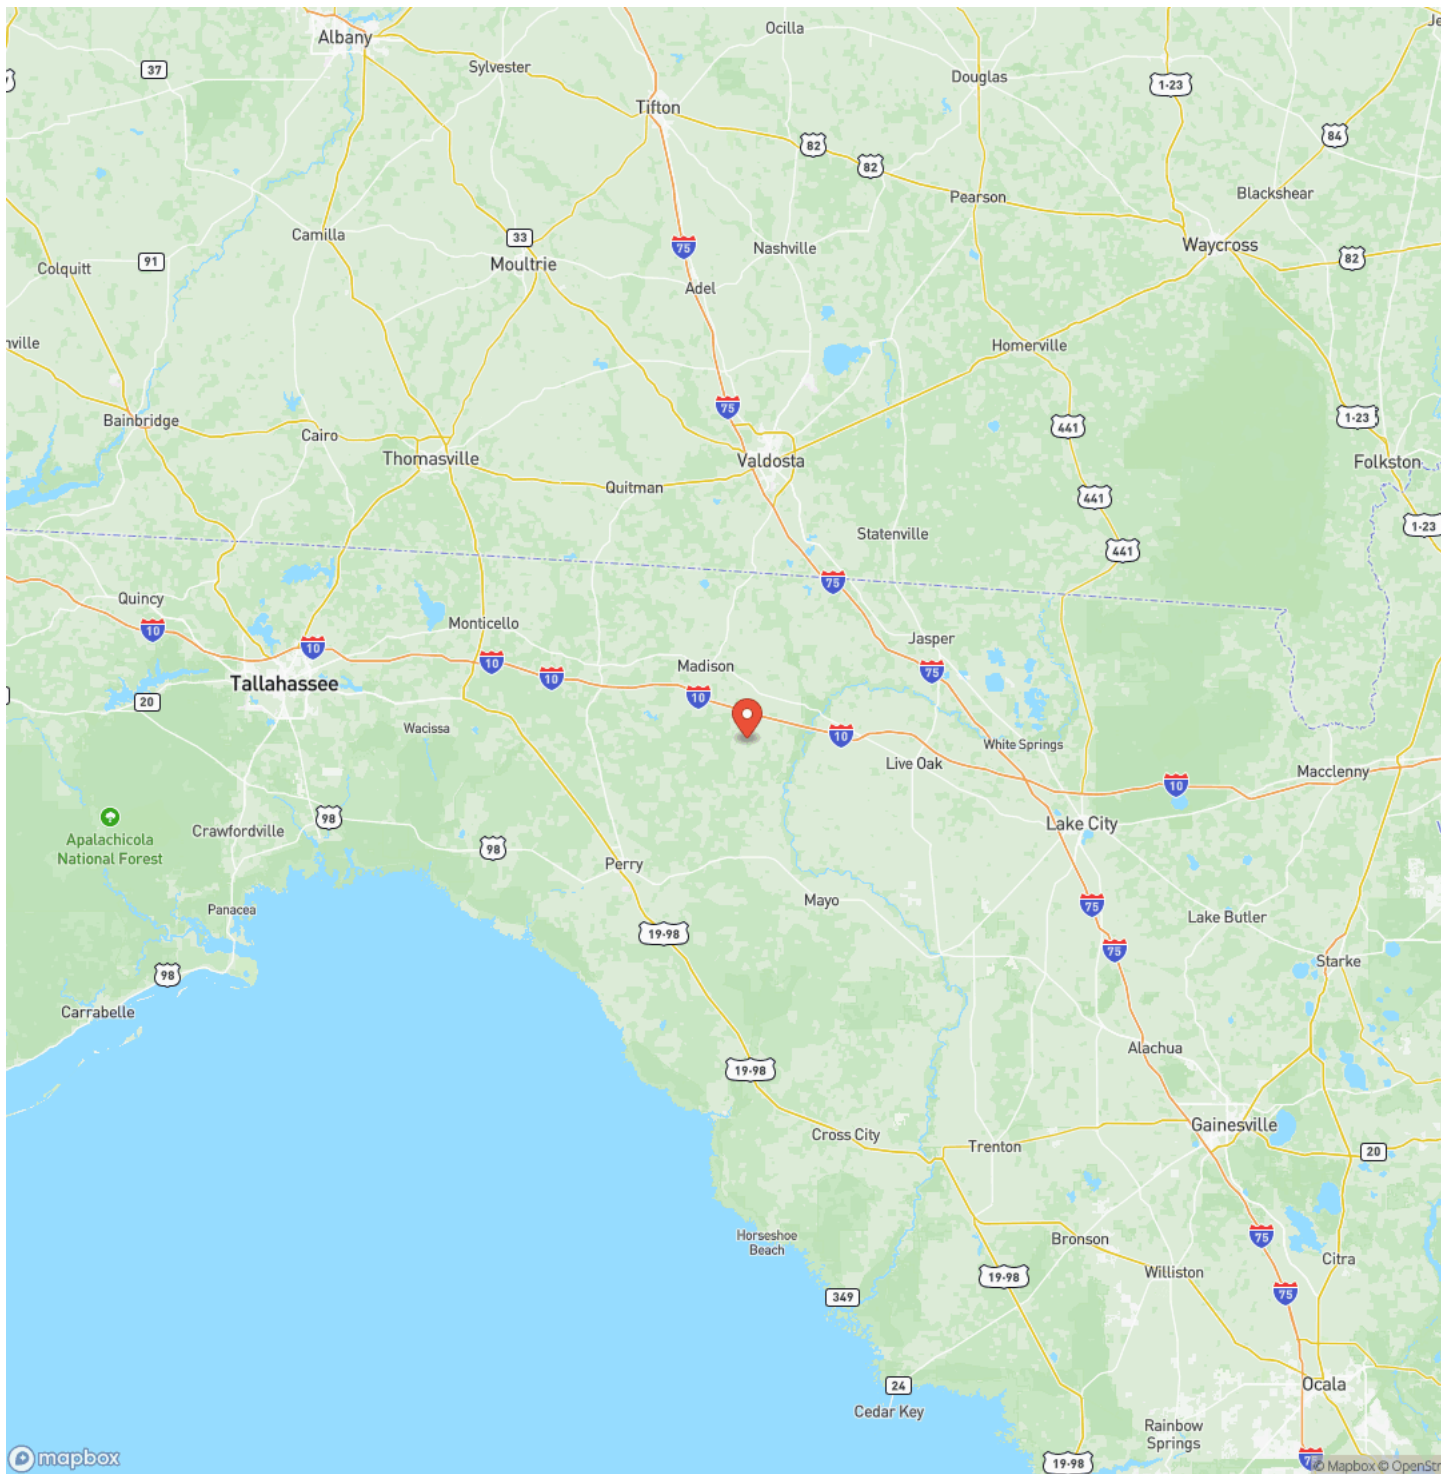 Albany
Ocilla
37
Sylvester
Douglas
1-23
Tifton
84
82
82
Pearson
Blackshear
Camilla
33
Nashville
Waycross
75
Colquitt
91
Moultrie
82
Adel
Homerville
75
1-23
Bainbridge
Cairo
441
Thomasville
Valdosta
Folkston
Quitman
441
1-23
Statenville
441
75
Quincy
Monticello
10
10
Jasper
10
Madison
75
10
Tallahassee
10
20
Wacissa
10
White Springs
Live Oak
Macclenny
10
98
Apalachicola
National Forest
Crawfordville
98
Lake City
Perry
Mayo
75
Panacea
Lake Butler
19-98
75
98
Starke
Carrabelle
Alachua
19-98
Cross City
Gainesville
Trenton
20
Horseshoe
Beach
Bronson
75
Citra
19-98
Williston
349
75
24
Ocala
Cedar Key
Rainbow
Springs
mapbox
19-98
© Mapbox © OpenStr